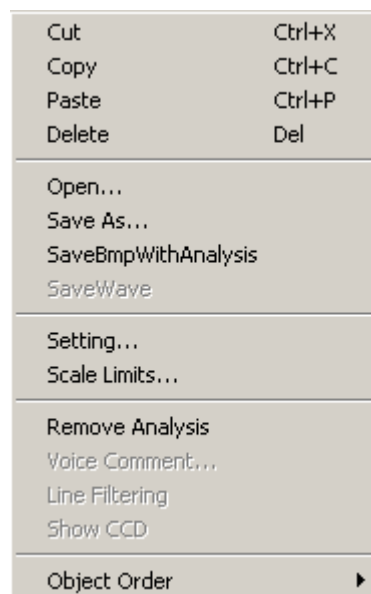 Cut Ctrl+X
Copy Ctrl+C
Paste Ctrl+P
Delete Del
Open...
Save As...
SaveBmpWithAnalysis
SaveWave
Setting...
Scale Limits...
Remove Analysis
Voice Comment...
Line Filtering
Show CCD
Object Order